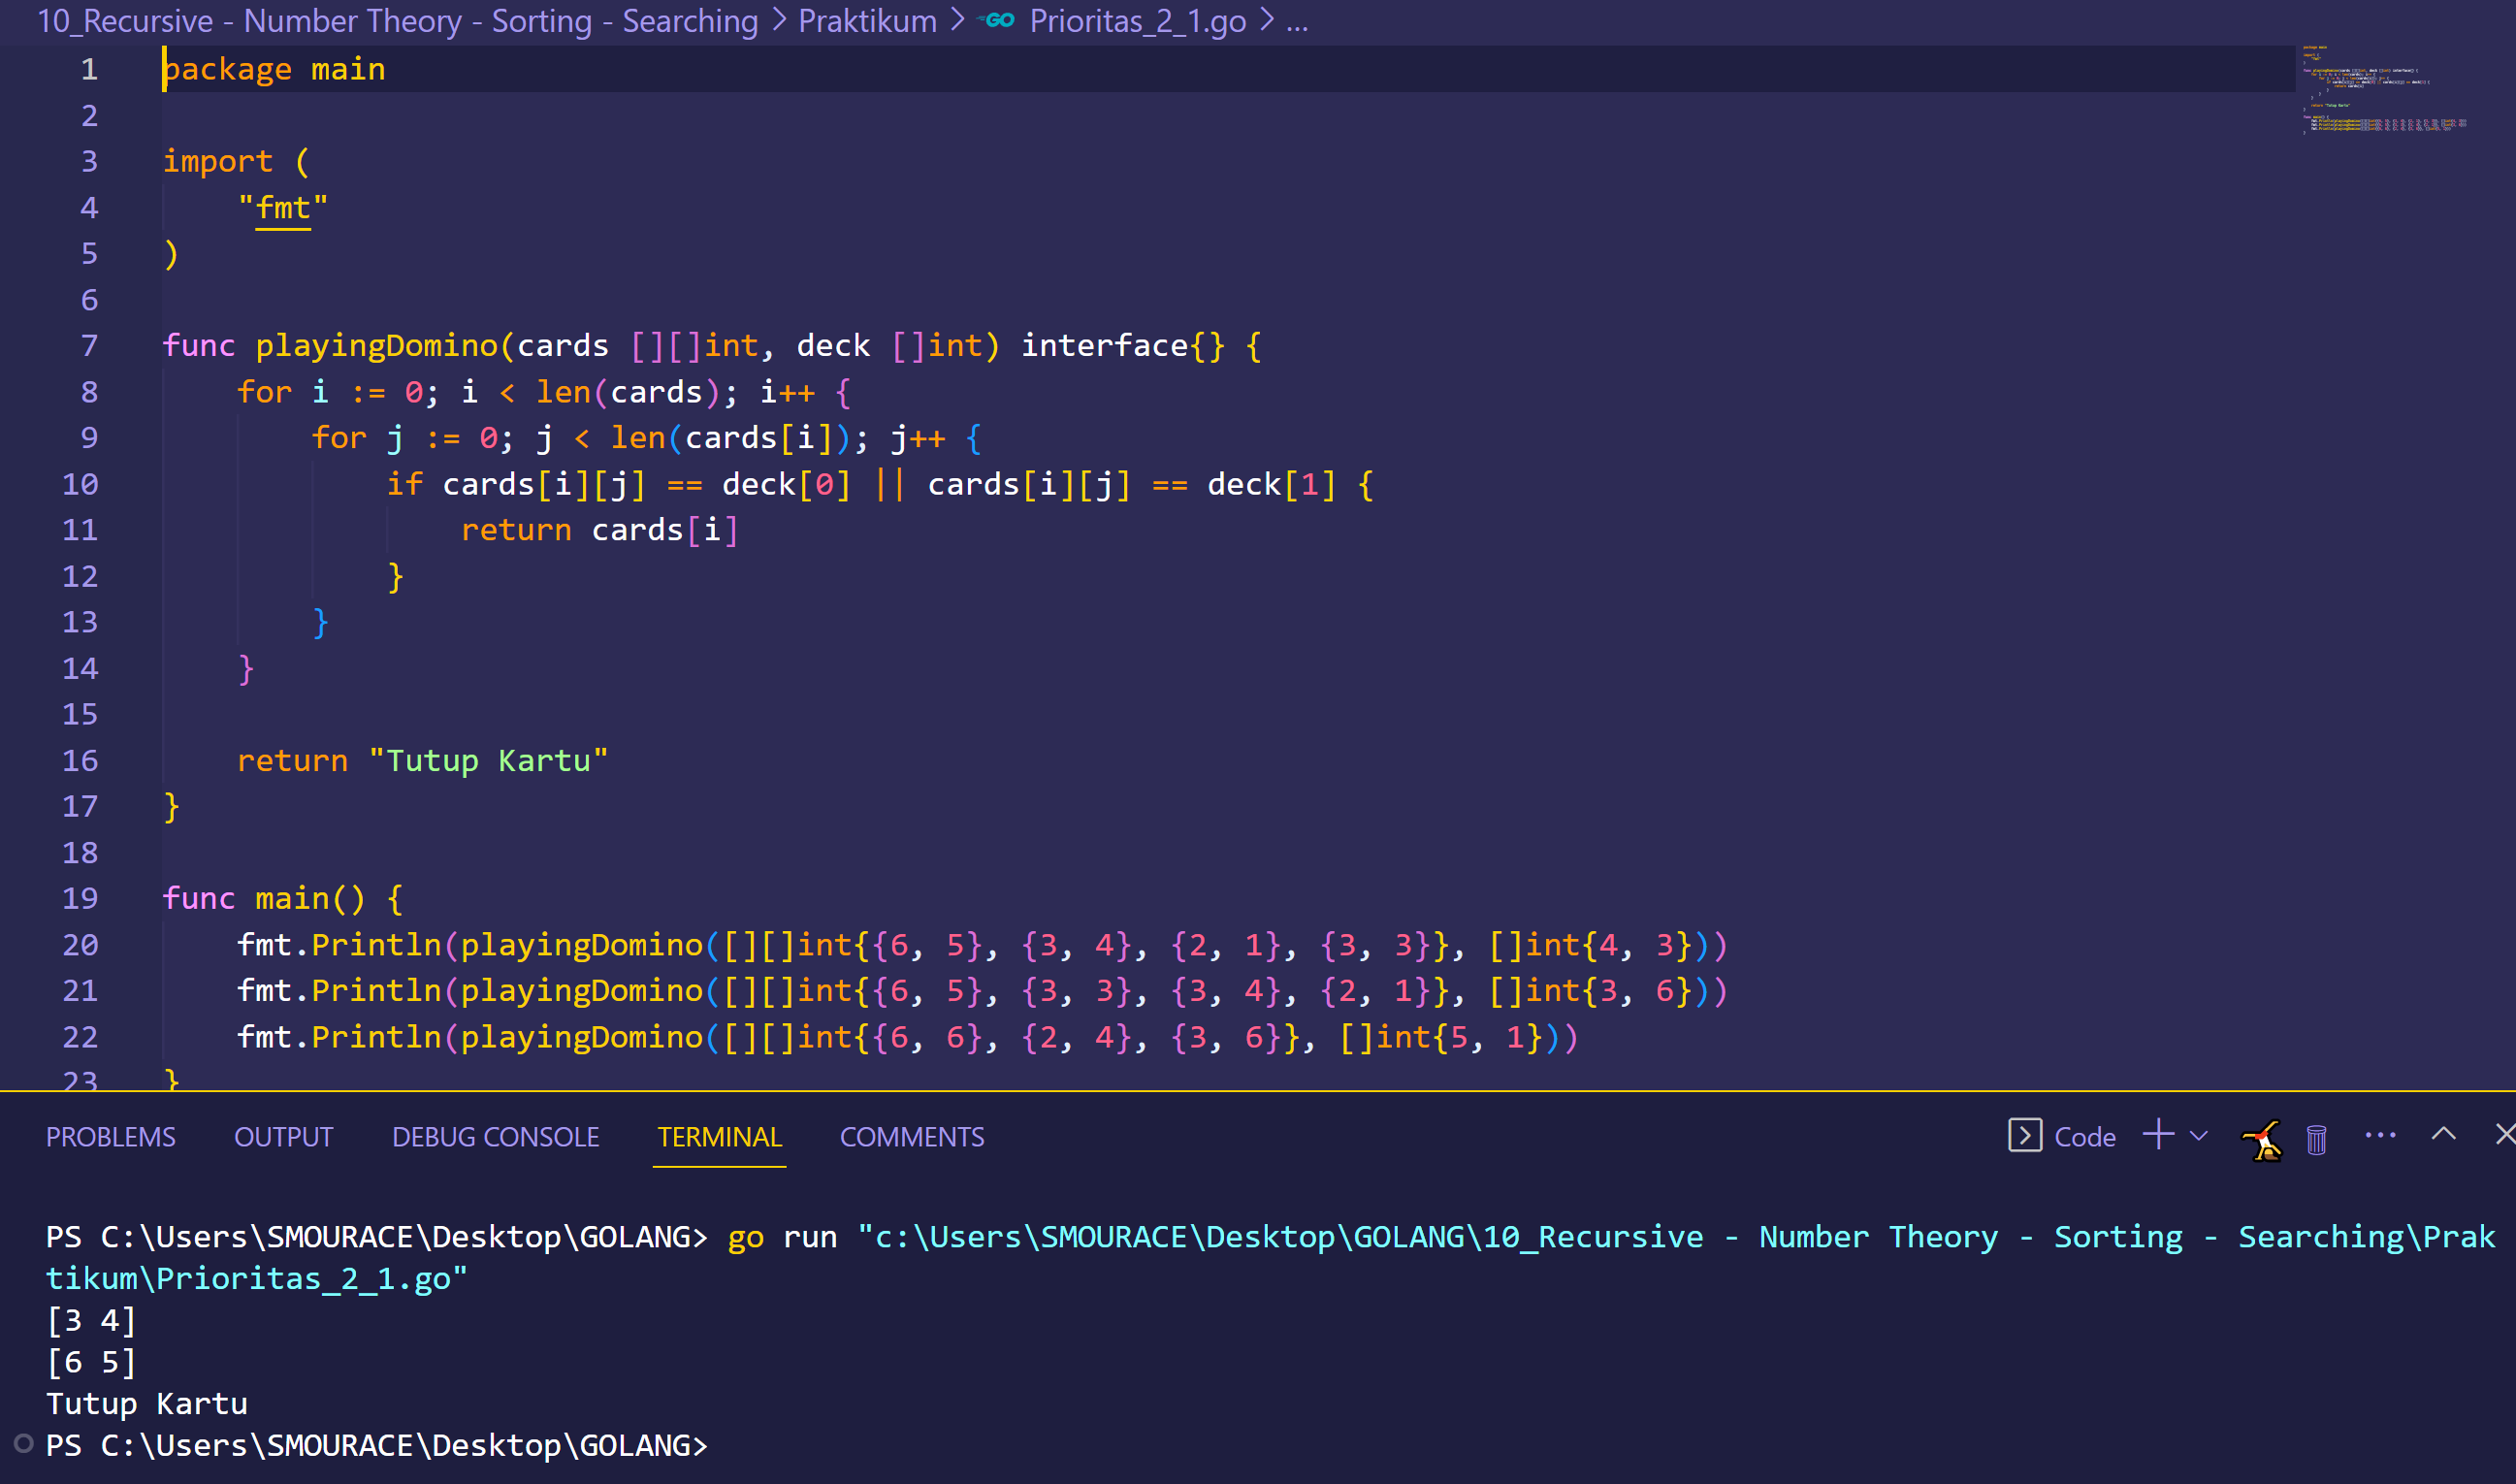 10_Recursive - Number Theory - Sorting - Searching > Praktikum > GO Prioritas_2_1.go > ...
1 package main
2
3 import (
4     "fmt"
5 )
6
7 func playingDomino(cards [][]int, deck []int) interface{} {
8     for i := 0; i < len(cards); i++ {
9         for j := 0; j < len(cards[i]); j++ {
10             if cards[i][j] == deck[0] || cards[i][j] == deck[1] {
11                 return cards[i]
12             }
13         }
14     }
15
16     return "Tutup Kartu"
17 }
18
19 func main() {
20     fmt.Println(playingDomino([][]int{{6, 5}, {3, 4}, {2, 1}, {3, 3}}, []int{4, 3}))
21     fmt.Println(playingDomino([][]int{{6, 5}, {3, 3}, {3, 4}, {2, 1}}, []int{3, 6}))
22     fmt.Println(playingDomino([][]int{{6, 6}, {2, 4}, {3, 6}}, []int{5, 1}))
23 }
PROBLEMS OUTPUT DEBUG CONSOLE TERMINAL COMMENTS Code
PS C:\Users\SMOURACE\Desktop\GOLANG> go run "c:\Users\SMOURACE\Desktop\GOLANG\10_Recursive - Number Theory - Sorting - Searching\Prak
tikum\Prioritas_2_1.go"
[3 4]
[6 5]
Tutup Kartu
PS C:\Users\SMOURACE\Desktop\GOLANG>